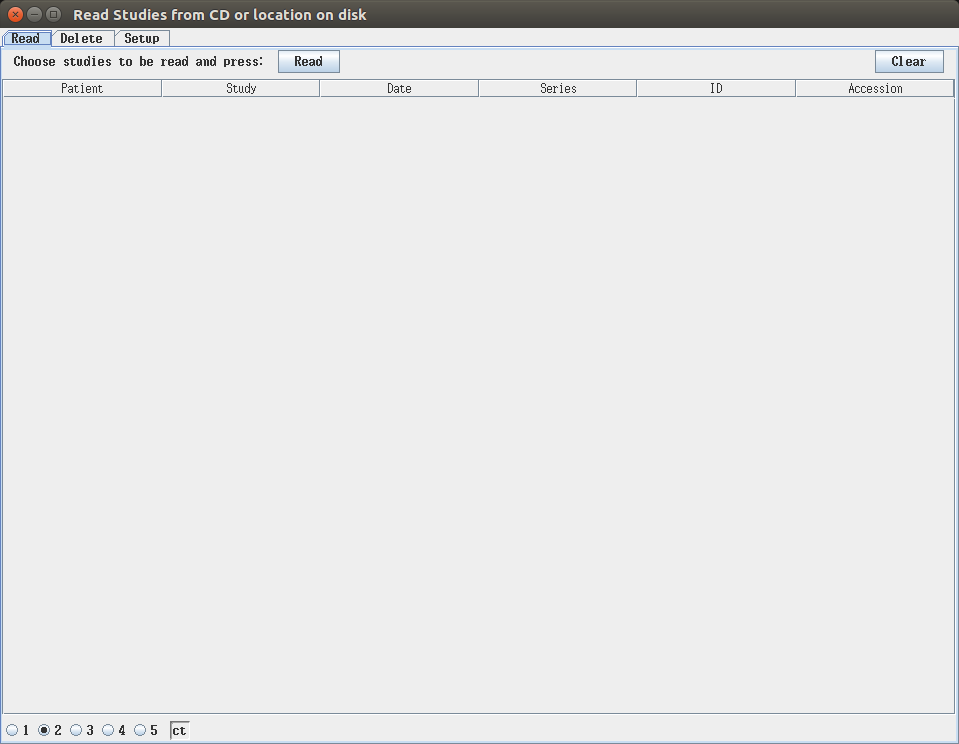 Read Studies from CD or location on disk
Read Delete Setup
Choose studies to be read and press: Read Clear
Patient Study Date Series ID Accession
1 2 3 4 5 ct